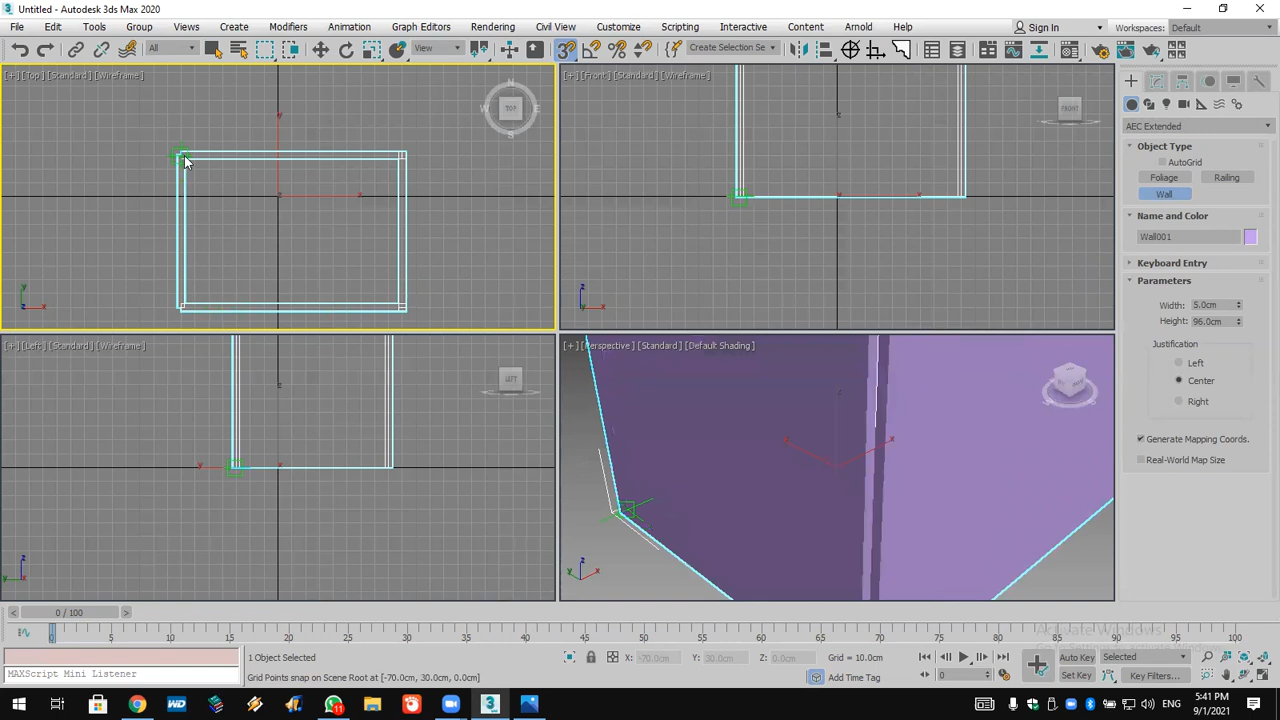 Untitled - Autodesk 3ds Max 2020
File Edit Tools Group Views Create Modifiers Animation Graph Editors Rendering Civil View Customize Scripting Interactive Content Arnold Help Sign In Workspaces: Default
All View Create Selection Se
[+] [Top] [Standard] [Wireframe]
N
W TOP E
S
y
z x
y
z x
[+] [Front] [Standard] [Wireframe]
FRONT
z
x
z
x
[+] [Left] [Standard] [Wireframe]
LEFT
z
y x
z
y x
[+] [Perspective] [Standard] [Default Shading]
z
x
z
y x
AEC Extended
Object Type
AutoGrid
Foliage Railing
Wall
Name and Color
Wall001
Keyboard Entry
Parameters
Width: 5.0cm
Height: 96.0cm
Justification
Left
Center
Right
Generate Mapping Coords.
Real-World Map Size
0 / 100
0 5 10 15 20 25 30 35 40 45 50 55 60 65 70 75 80 85 90 95 100
Activate Windows
MAXScript Mini Listener
1 Object Selected
Grid Points snap on Scene Root at [-70.0cm, 30.0cm, 0.0cm]
X: -70.0cm Y: 30.0cm Z: 0.0cm Grid = 10.0cm
Add Time Tag
0
Auto Key Selected
Set Key Key Filters...
WD 11 3 ENG 5:41 PM
9/1/2021